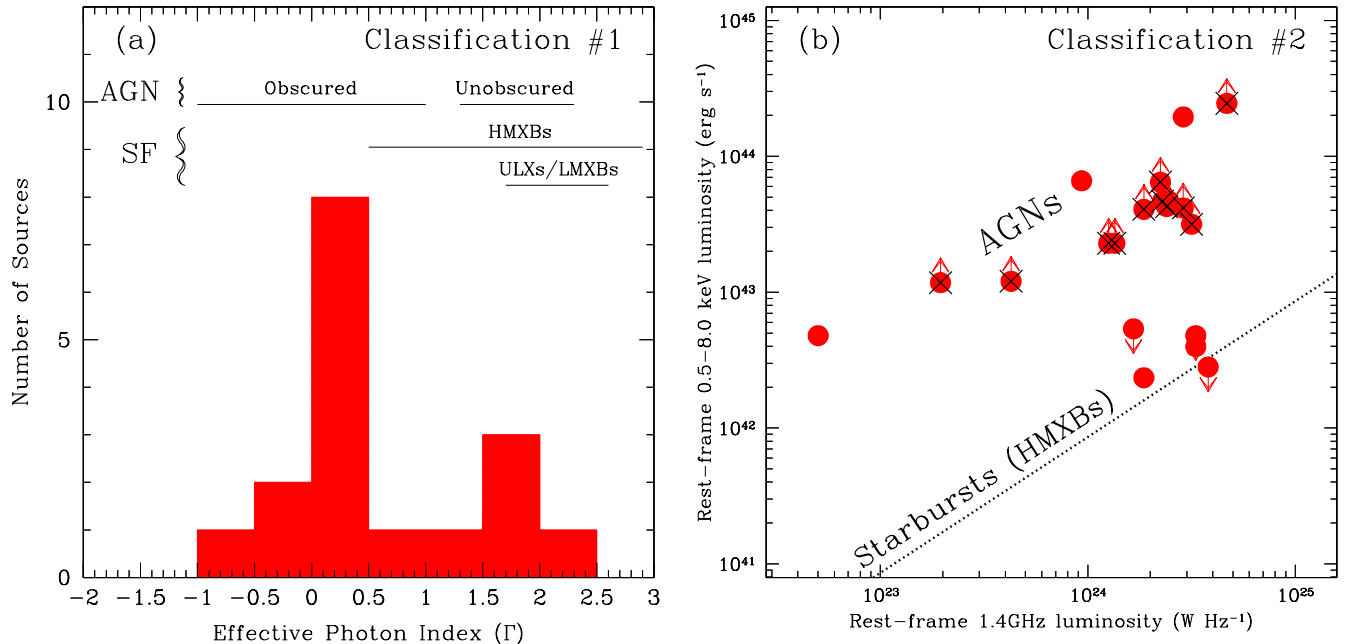 (a)
Classification #1
AGN
Obscured
Unobscured
SF
HMXBs
ULXs/LMXBs
Number of Sources
10
5
0
−2
−1.5
−1
−0.5
0
0.5
1
1.5
2
2.5
3
Effective Photon Index (Γ)
(b)
Classification #2
AGNs
Starbursts (HMXBs)
Rest−frame 0.5−8.0 keV luminosity (erg s⁻¹)
10⁴⁵
10⁴⁴
10⁴³
10⁴²
10⁴¹
10²³
10²⁴
10²⁵
Rest−frame 1.4GHz luminosity (W Hz⁻¹)